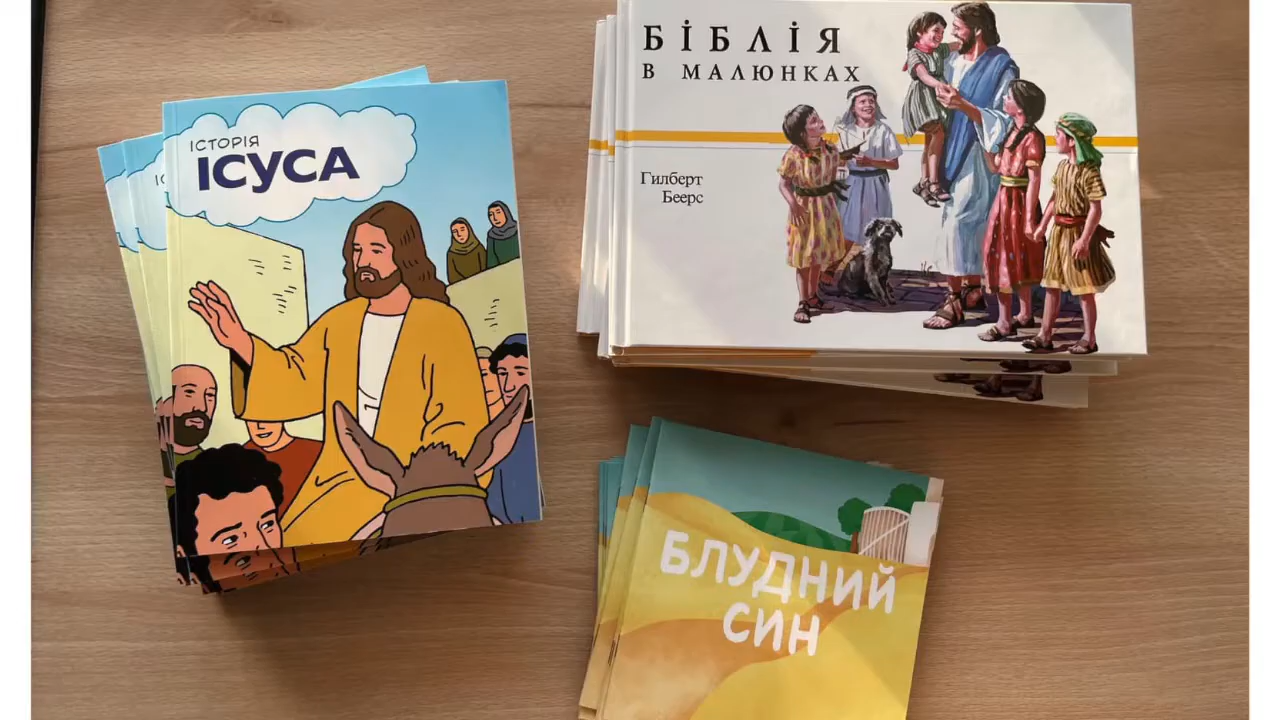 ІСТОРІЯ
ІСУСА
БІБЛІЯ
В МАЛЮНКАХ
Гилберт
Беерс
БЛУДНИЙ
СИН